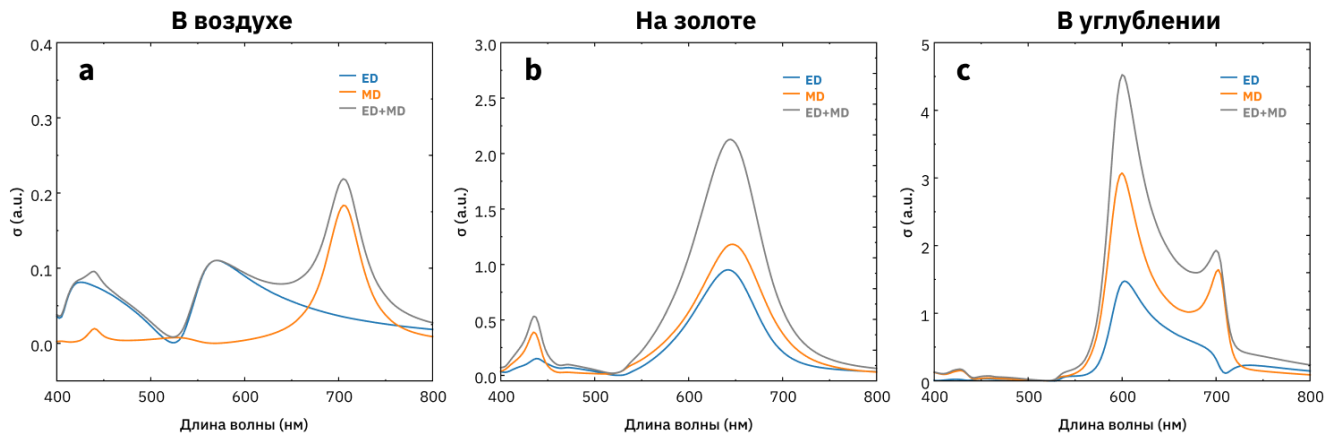 В воздухе
a
ED
MD
ED+MD
0.4
0.3
0.2
0.1
0.0
σ (a.u.)
400
500
600
700
800
Длина волны (нм)
На золоте
b
ED
MD
ED+MD
3.0
2.5
2.0
1.5
1.0
0.5
0.0
σ (a.u.)
400
500
600
700
800
Длина волны (нм)
В углублении
c
ED
MD
ED+MD
5
4
3
2
1
0
σ (a.u.)
400
500
600
700
800
Длина волны (нм)